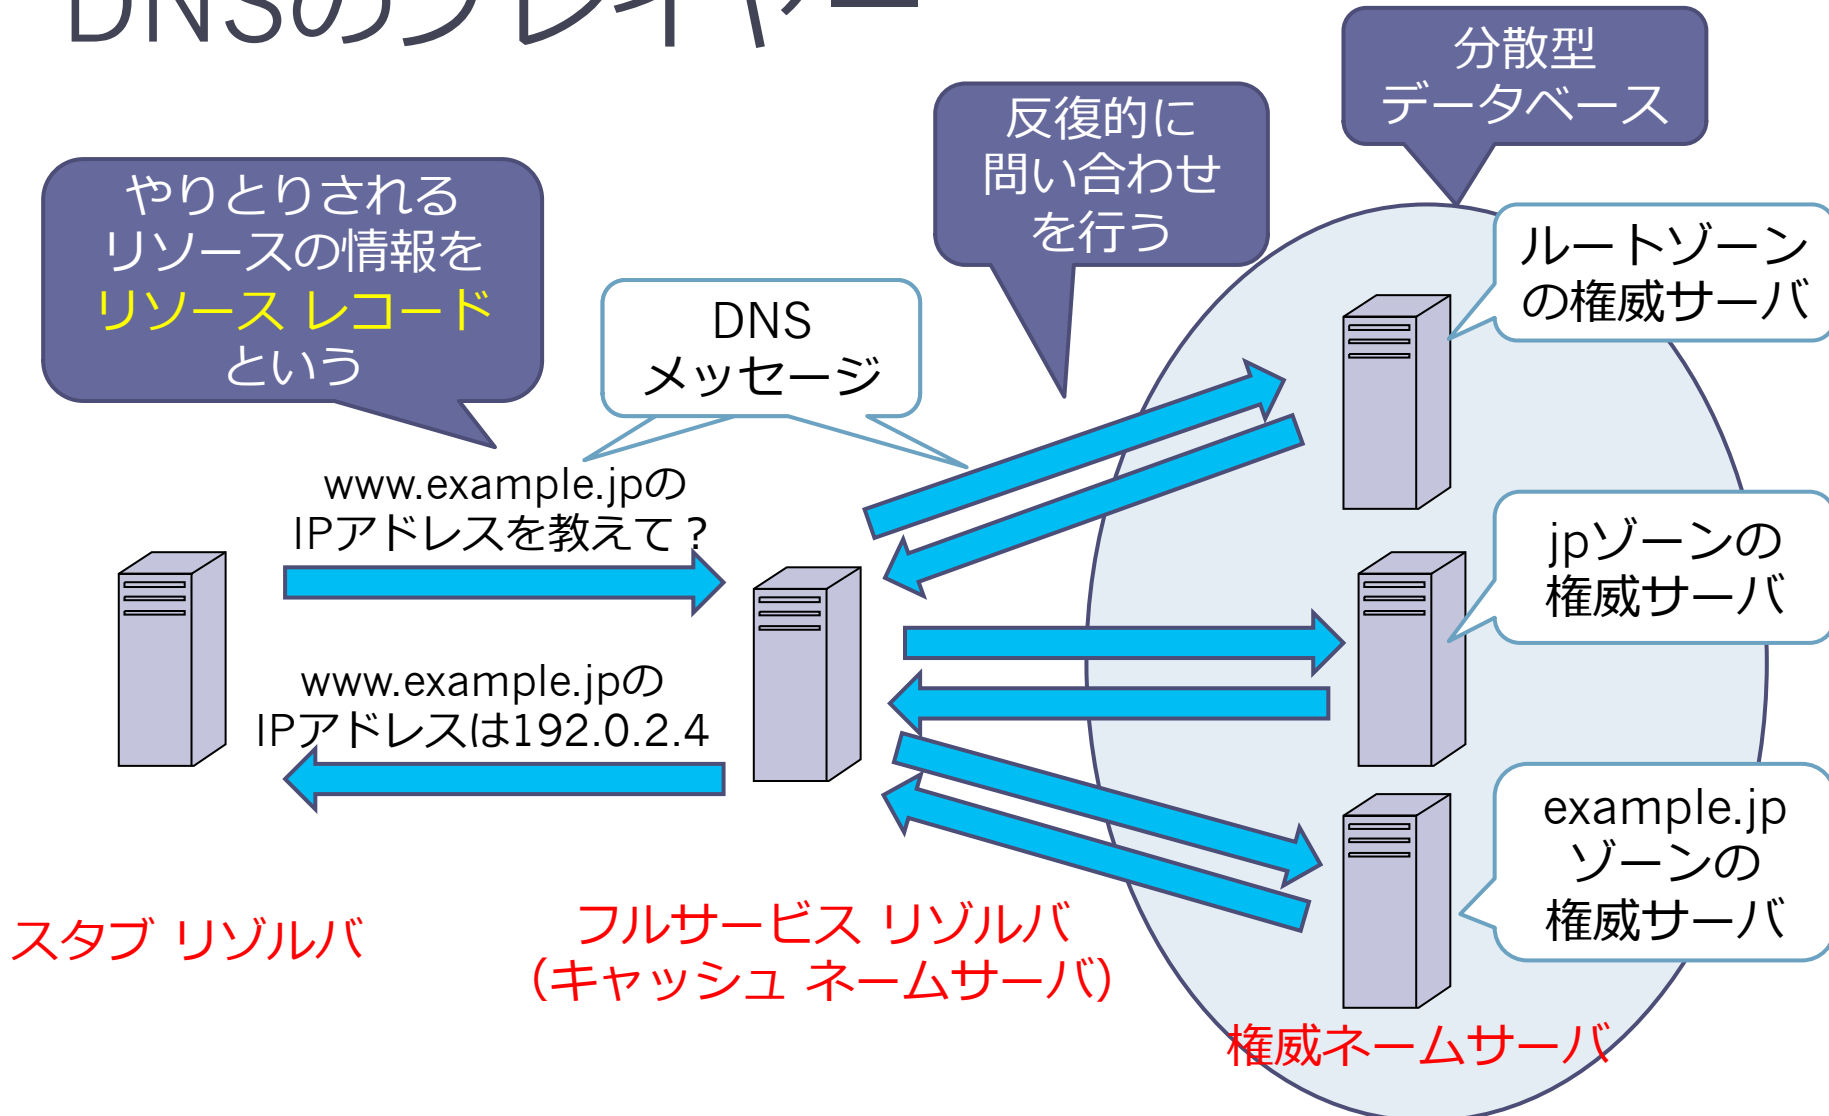 DNSのプレイヤー
分散型
データベース
反復的に
問い合わせ
を行う
やりとりされる
リソースの情報を
リソース レコード
という
DNS
メッセージ
ルートゾーン
の権威サーバ
www.example.jpの
IPアドレスを教えて？
jpゾーンの
権威サーバ
www.example.jpの
IPアドレスは192.0.2.4
example.jp
ゾーンの
権威サーバ
スタブ リゾルバ
フルサービス リゾルバ
（キャッシュ ネームサーバ）
権威ネームサーバ